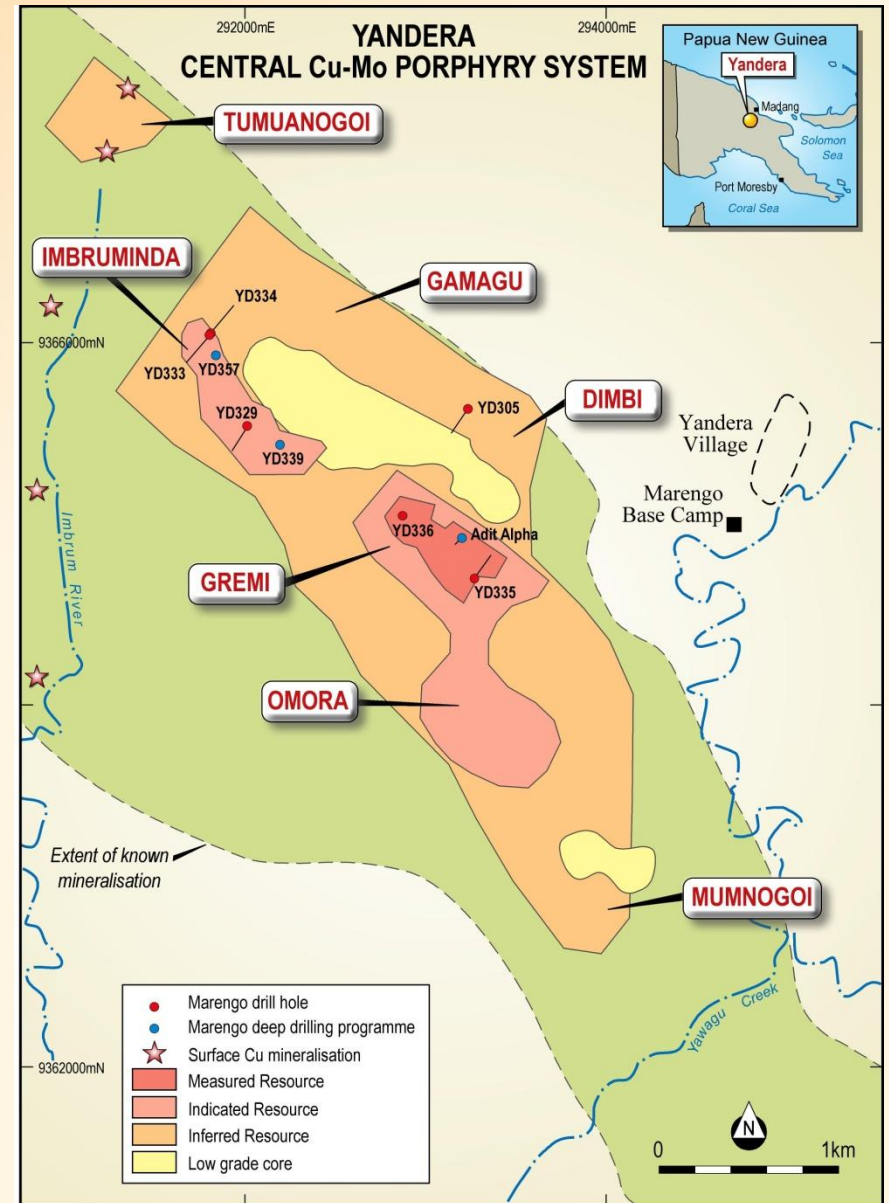 292000mE
294000mE
YANDERA
CENTRAL Cu-Mo PORPHYRY SYSTEM
Papua New Guinea
Yandera
Madang
Solomon
Sea
Port Moresby
Coral Sea
TUMUANOGOI
IMBRUMINDA
GAMAGU
YD334
9366000mN
YD333
YD357
YD329
YD305
DIMBI
YD339
Yandera
Village
Marengo
Base Camp
YD336
Adit Alpha
GREMI
YD335
Imbrum River
OMORA
Extent of known
mineralisation
MUMNOGOI
Yawagu Creek
Marengo drill hole
Marengo deep drilling programme
Surface Cu mineralisation
9362000mN
Measured Resource
Indicated Resource
Inferred Resource
Low grade core
N
0
1km